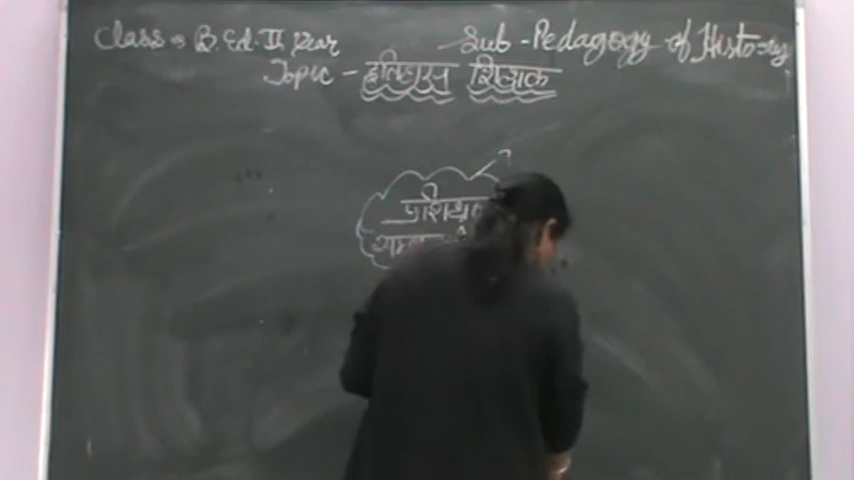 Class → B.Ed. II Year Sub - Pedagogy of History
Topic - इतिहास शिक्षक